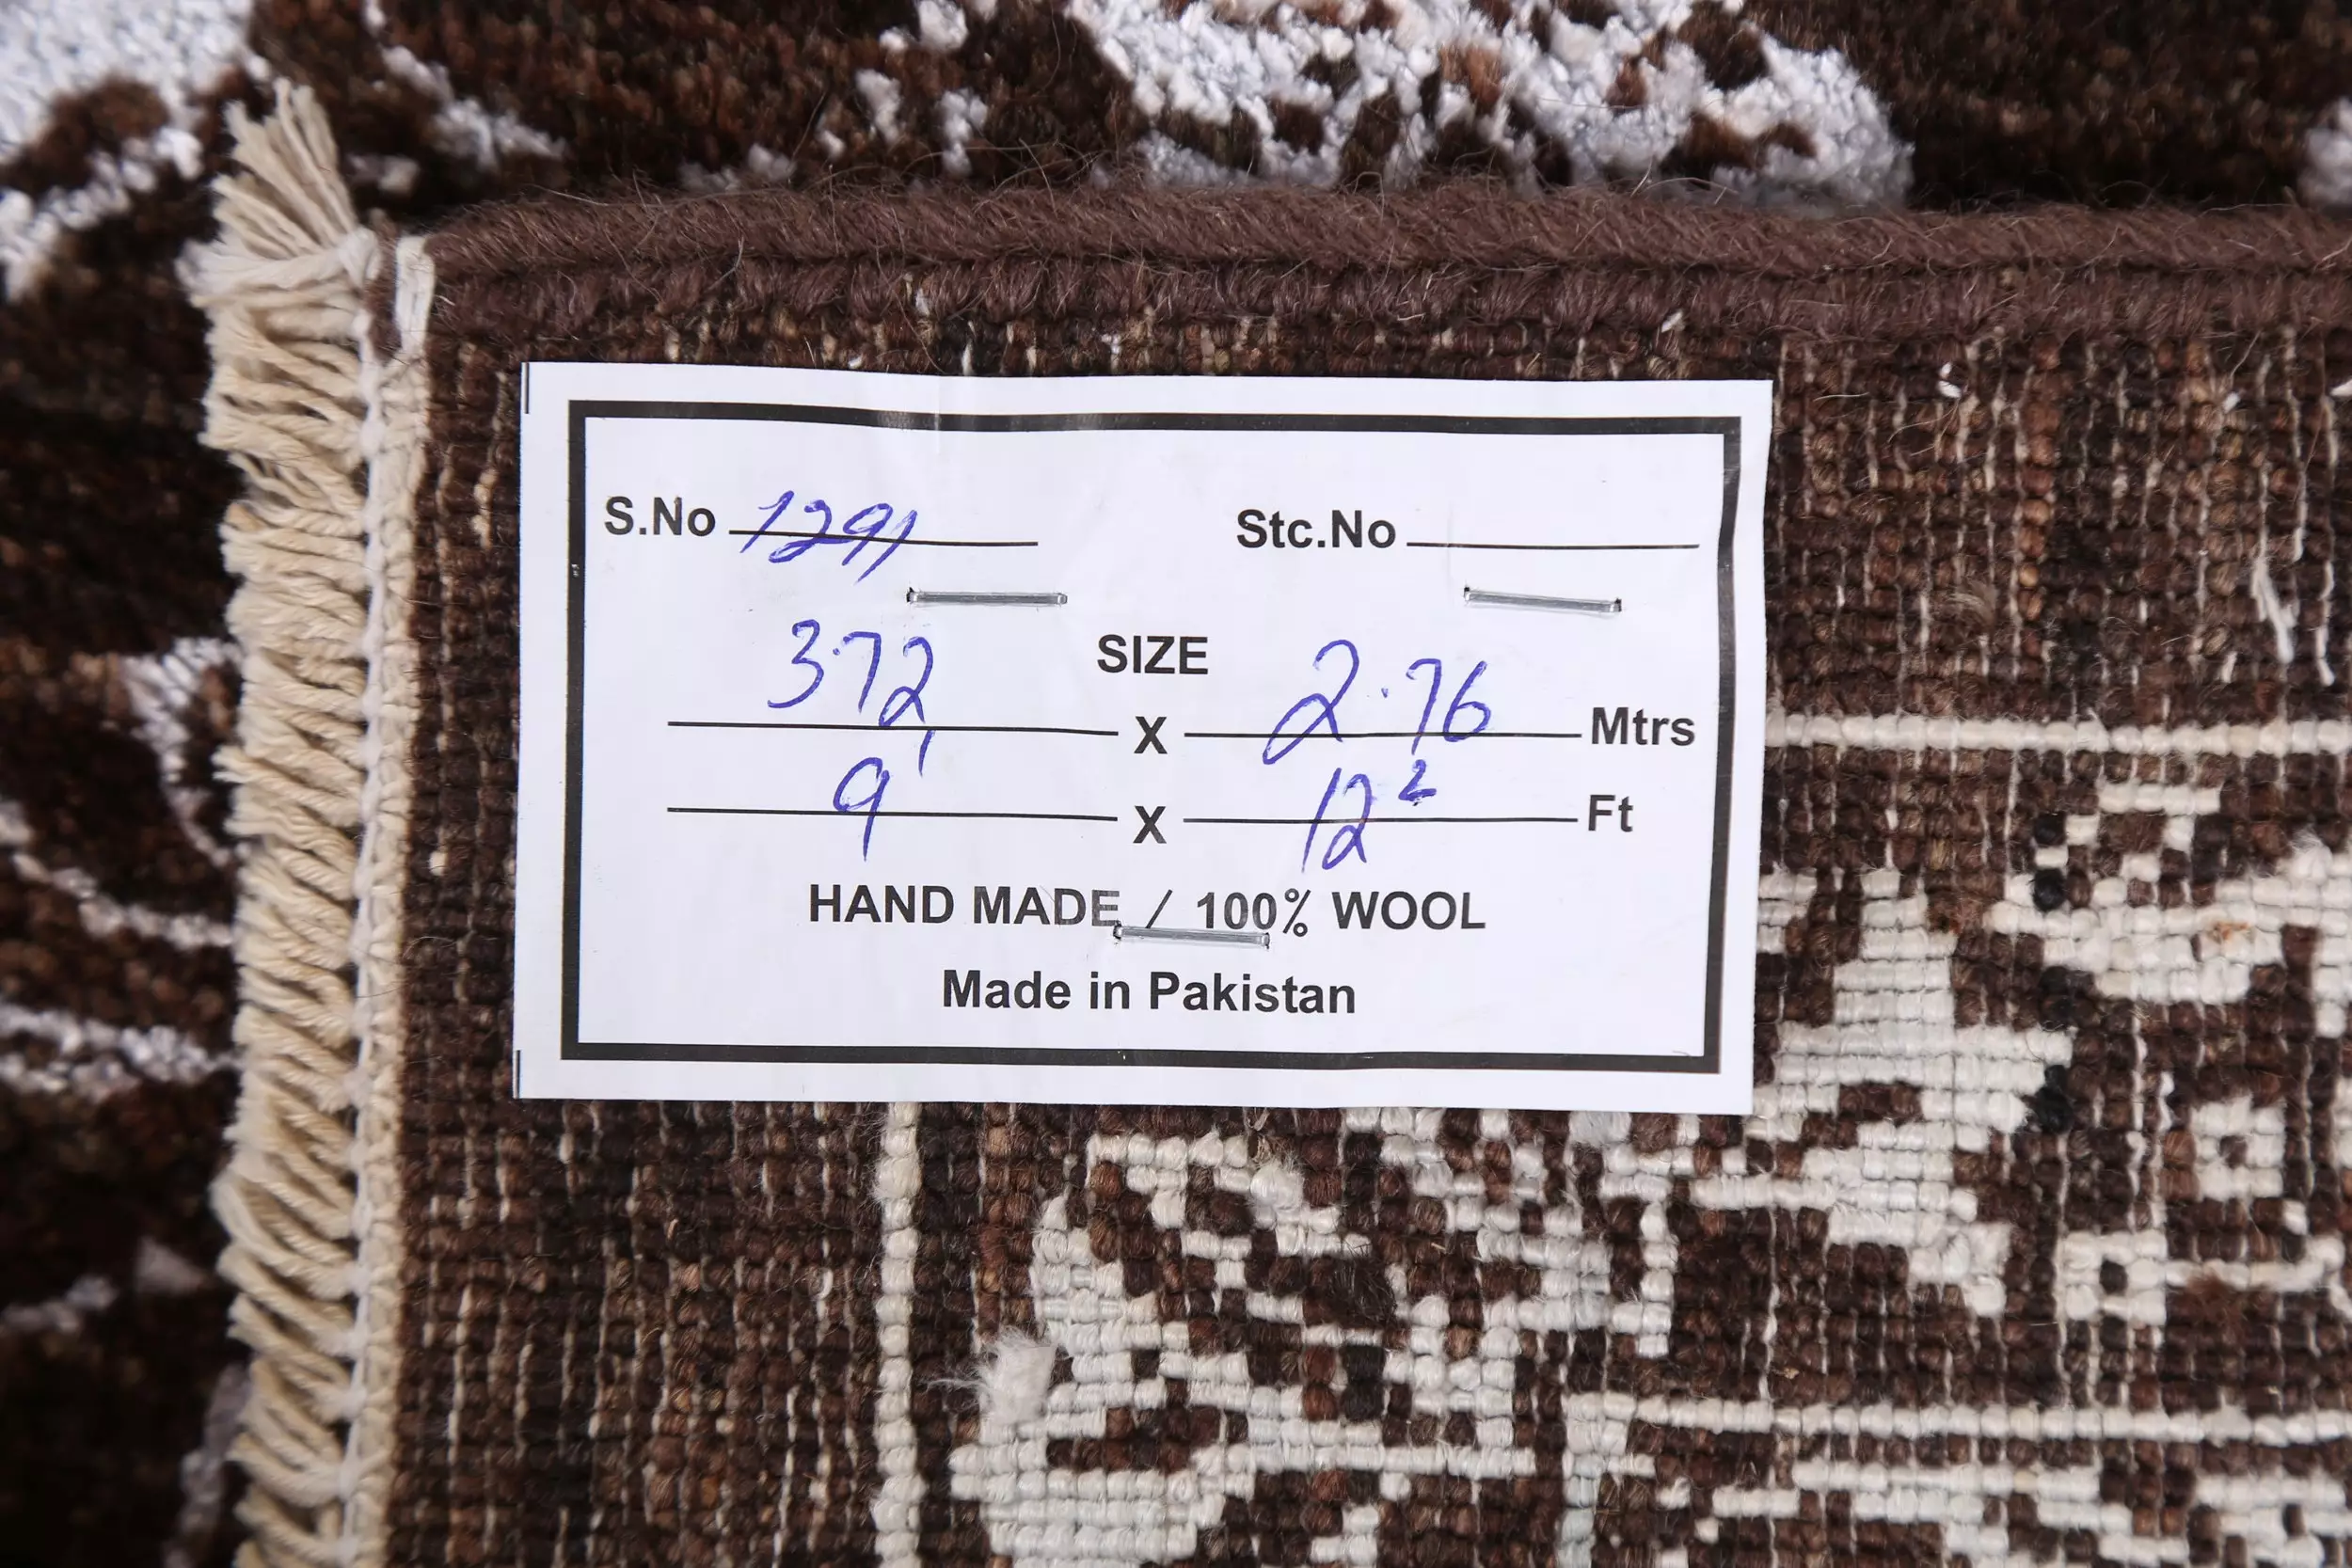 S.No 1291 Stc.No
SIZE
3.72 X 2.76 Mtrs
9' X 12² Ft
HAND MADE / 100% WOOL
Made in Pakistan